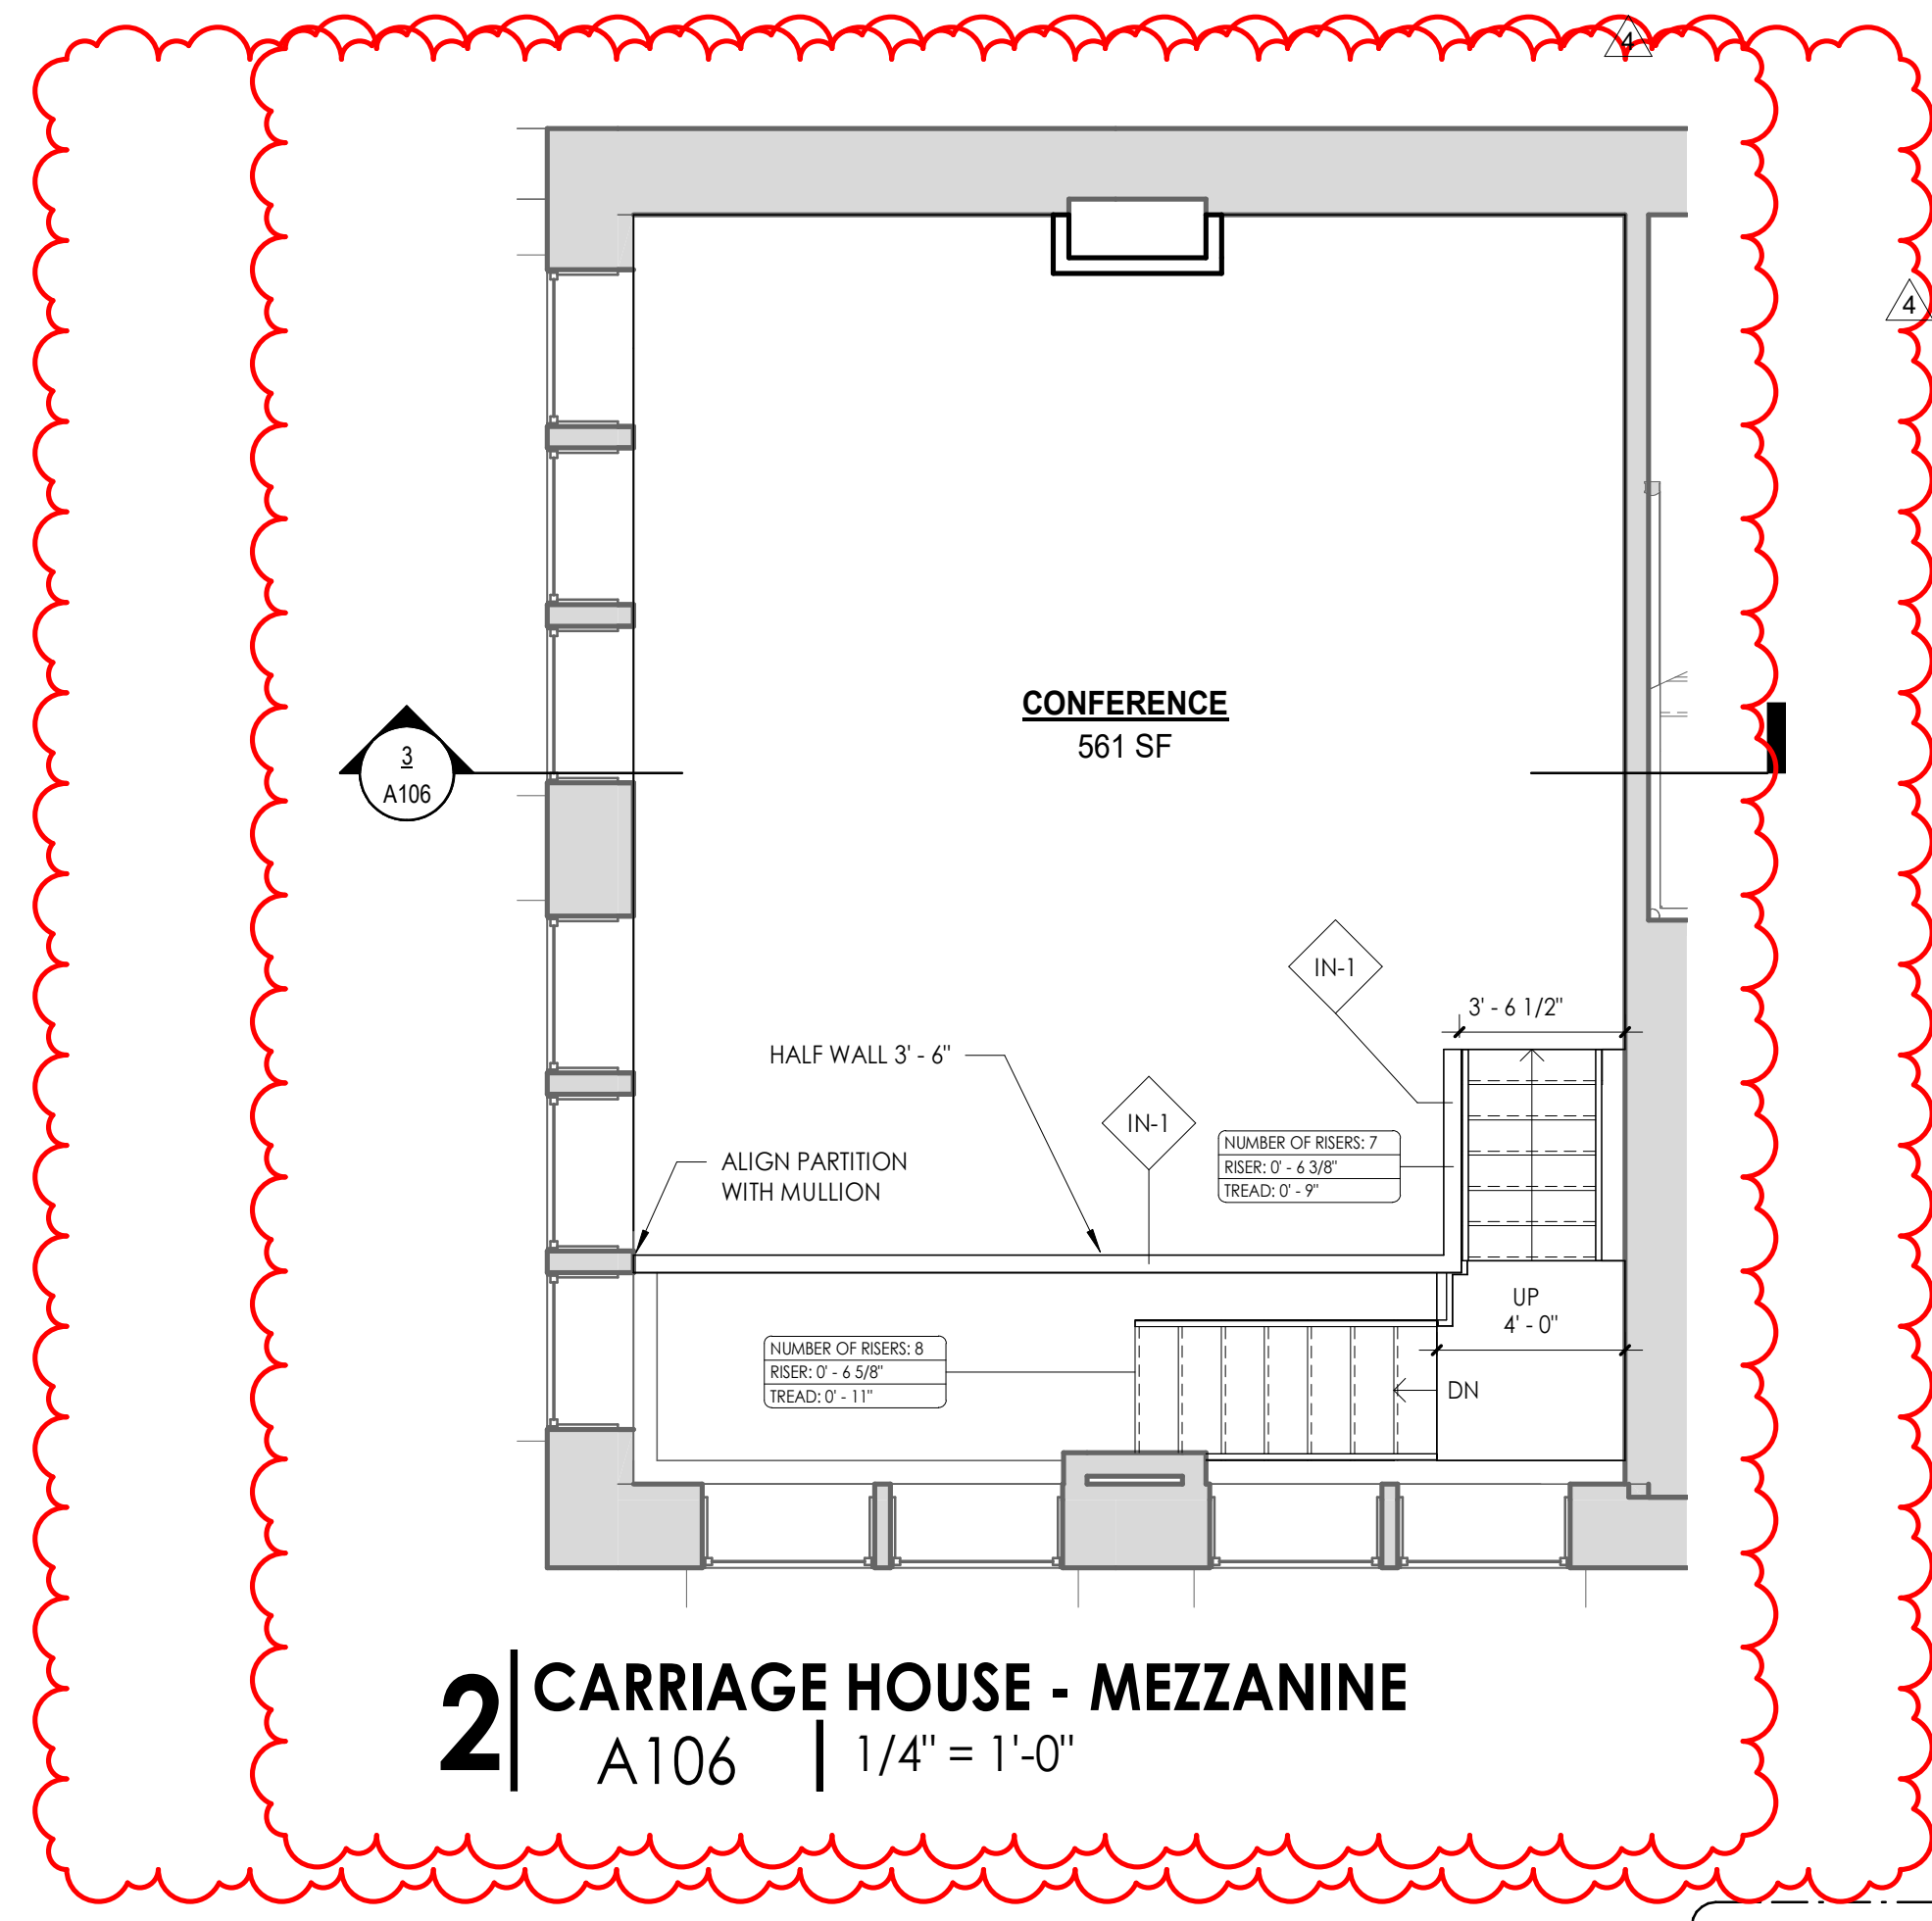 4
4
CONFERENCE
561 SF
3
A106
IN-1
3' - 6 1/2"
HALF WALL 3' - 6"
IN-1
NUMBER OF RISERS: 7
RISER: 0' - 6 3/8"
TREAD: 0' - 9"
ALIGN PARTITION
WITH MULLION
UP
4' - 0"
NUMBER OF RISERS: 8
RISER: 0' - 6 5/8"
TREAD: 0' - 11"
DN
2
CARRIAGE HOUSE - MEZZANINE
A106
1/4" = 1'-0"